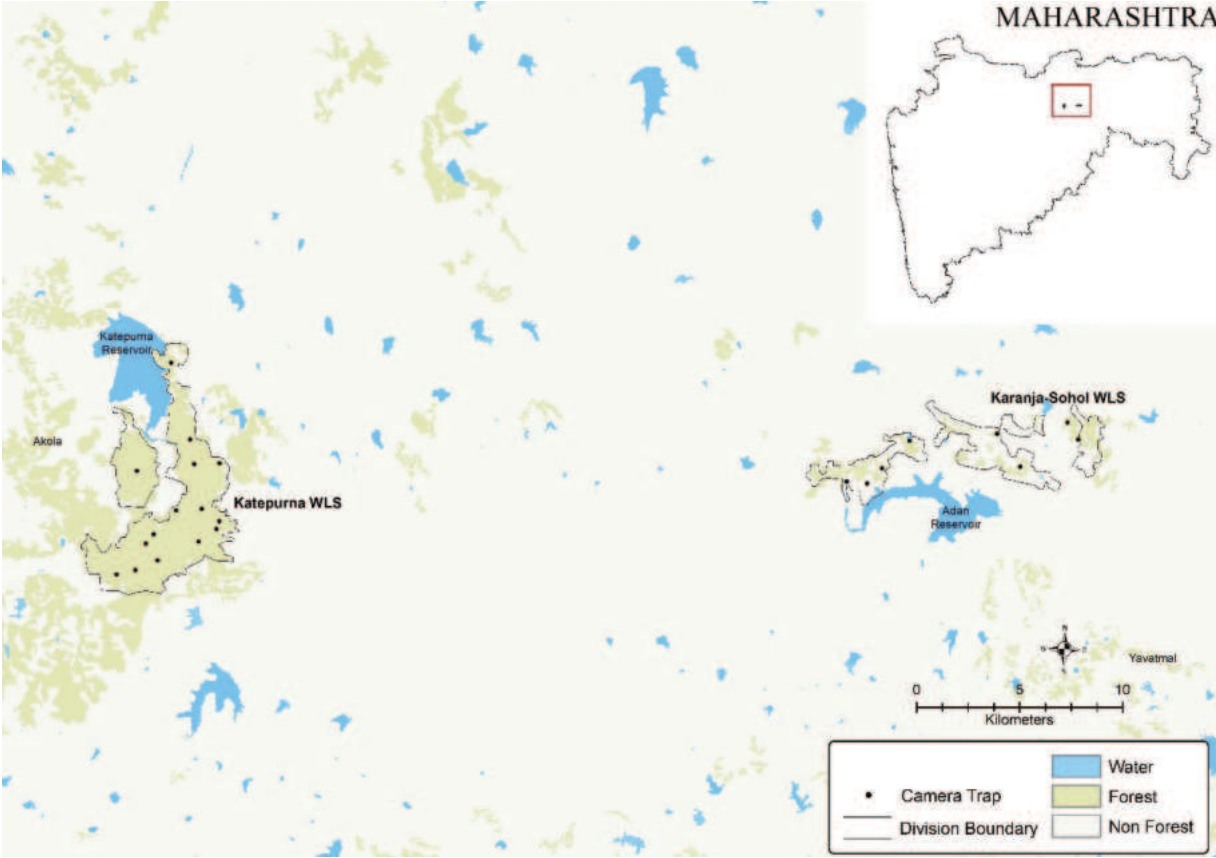 MAHARASHTRA
Katepurna
Reservoir
Akola
Katepurna WLS
Karanja-Sohol WLS
Adan
Reservoir
N
S
Yavatmal
0 5 10
Kilometers
Camera Trap
Division Boundary
Water
Forest
Non Forest